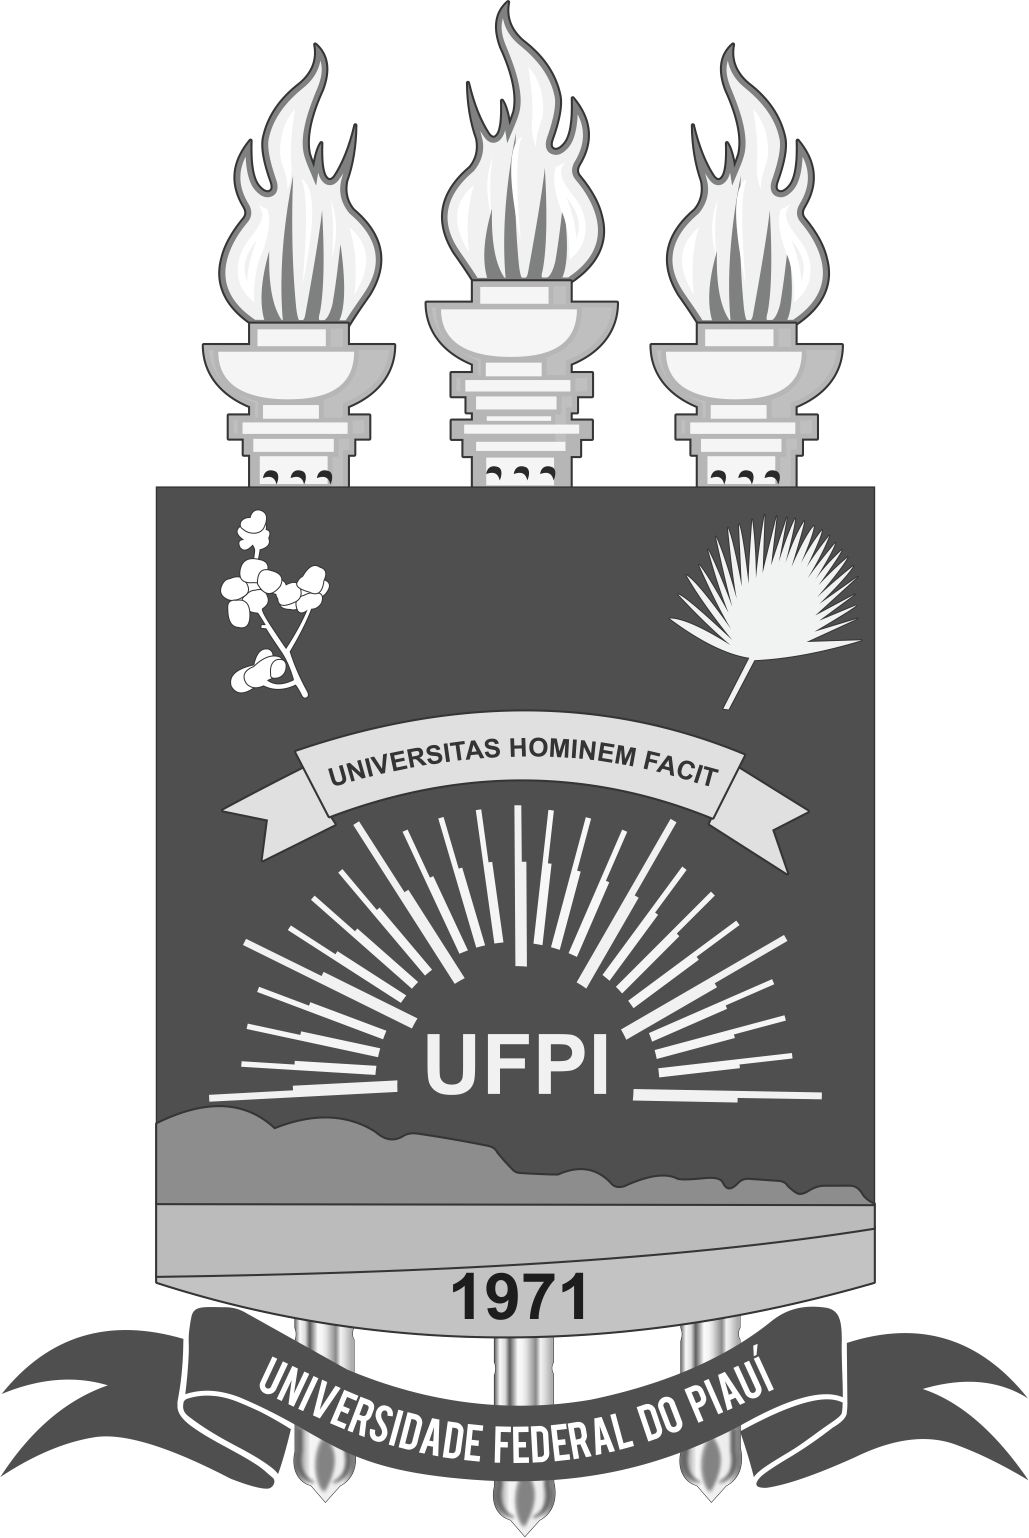 UNIVERSITAS HOMINEM FACIT
UFPI
1971
UNIVERSIDADE FEDERAL DO PIAUÍ